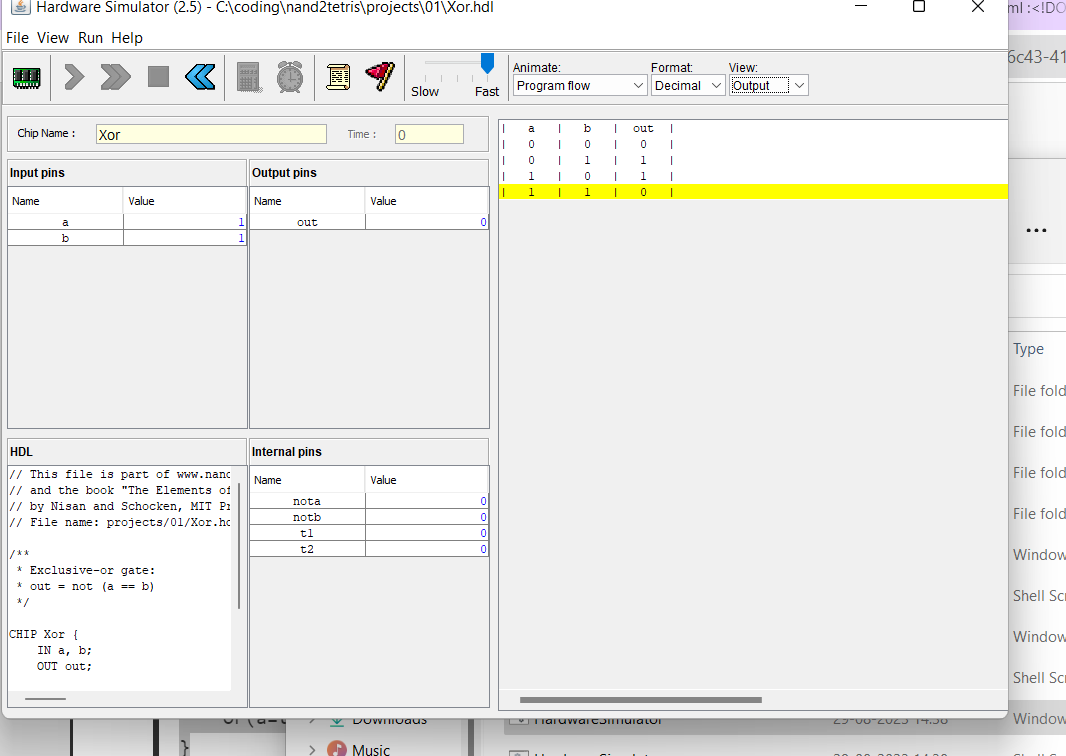 Hardware Simulator (2.5) - C:\coding\nand2tetris\projects\01\Xor.hdl
ml :<!DO
File View Run Help
6c43-41
Slow Fast
Animate: Format: View:
Program flow Decimal Output
Chip Name : Xor Time : 0
Input pins
Name Value
a 1
b 1
Output pins
Name Value
out 0
| a | b | out |
| 0 | 0 | 0 |
| 0 | 1 | 1 |
| 1 | 0 | 1 |
| 1 | 1 | 0 |
HDL
// This file is part of www.nand
// and the book "The Elements of
// by Nisan and Schocken, MIT Pr
// File name: projects/01/Xor.hd
/**
* Exclusive-or gate:
* out = not (a == b)
*/
CHIP Xor {
IN a, b;
OUT out;
Internal pins
Name Value
nota 0
notb 0
t1 0
t2 0
...
Type
File fold
File fold
File fold
File fold
Window
Shell Scr
Window
Shell Scr
Window
Downloads
HardwareSimulator
29-08-2023 14:38
}
Music